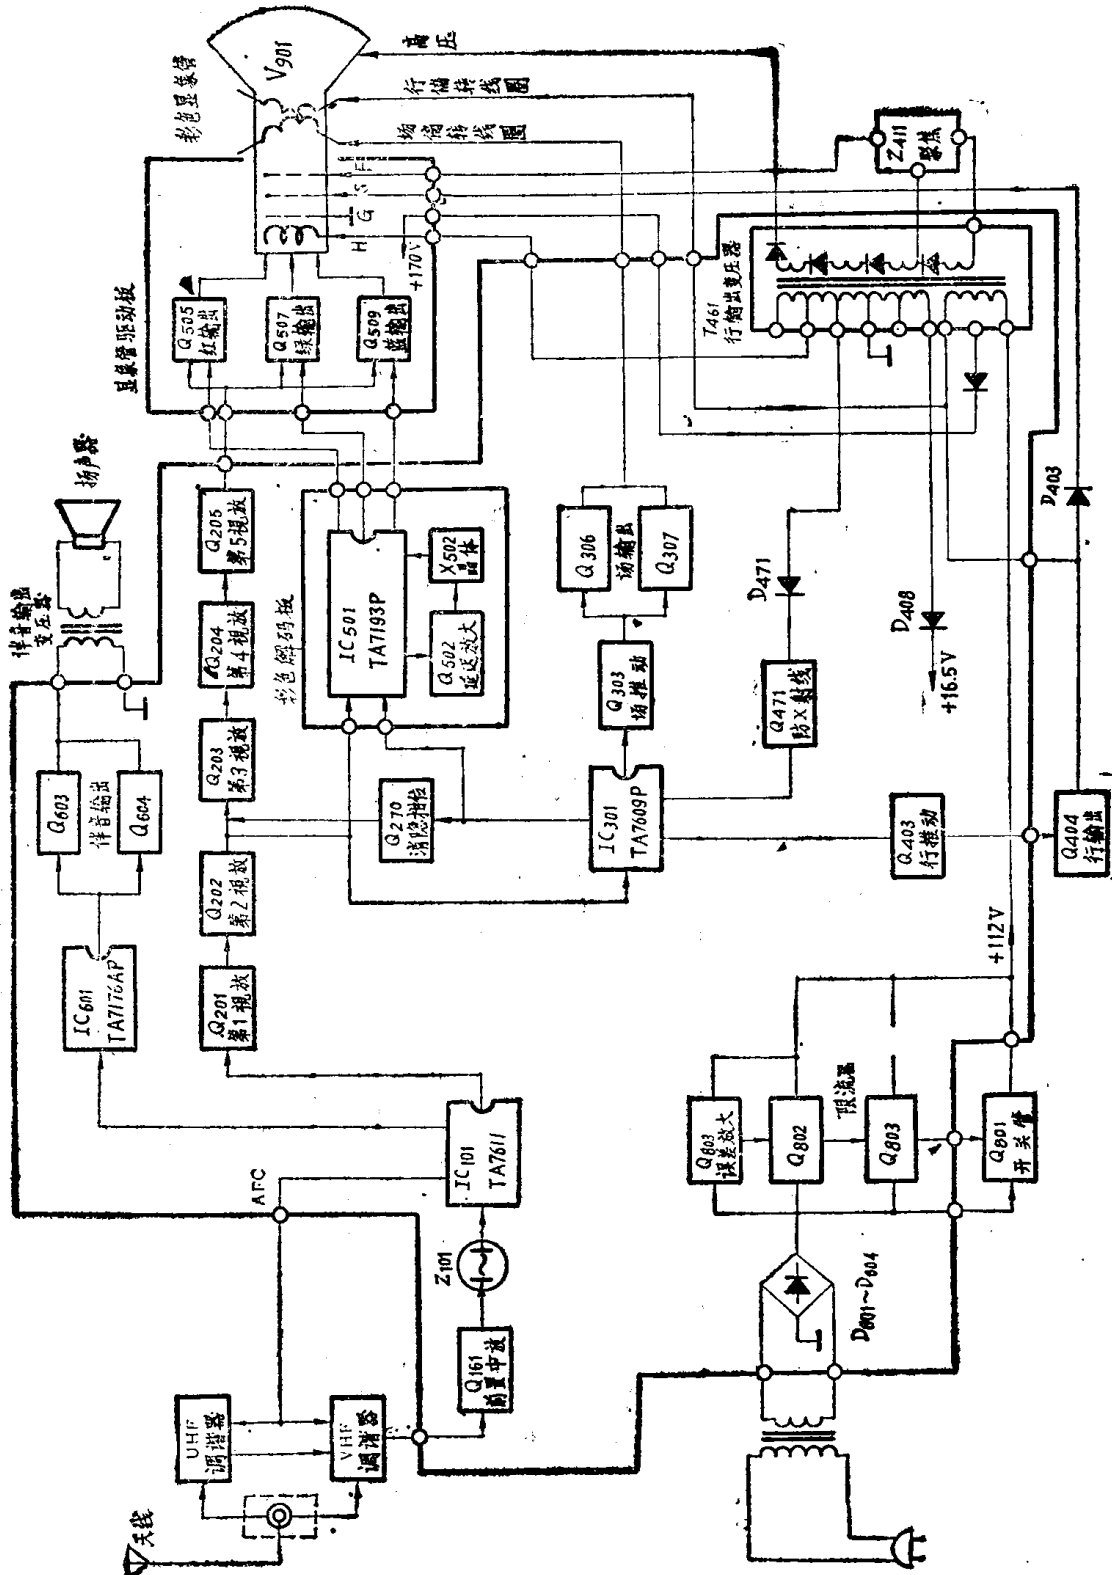 天线
UHF
调谐器
VHF
调谐器
AFC
Q161
前置中放
Z101
IC101
TA7611
IC601
TA7176AP
Q603
伴音输出
Q604
伴音输出
变压器
扬声器
Q201
第1视放
Q202
第2视放
Q203
第3视放
Q204
第4视放
Q205
第5视放
Q270
消隐相位
彩色解码板
IC501
TA7193P
Q502
延迟放大
X502
晶体
显象管驱动板
Q505
红输出
Q507
绿输出
Q509
蓝输出
彩色显象管
V901
H
G
S
F
+170V
高压
行偏转线圈
场偏转线圈
IC301
TA7609P
Q303
场推动
Q306
场输出
Q307
Q471
防X射线
D471
D408
+16.5V
Q403
行推动
Q404
行输出
D403
T461
行输出变压器
Z411
聚焦
+112V
Q803
误差放大
Q802
限流器
Q803
Q801
开关管
D801~D804